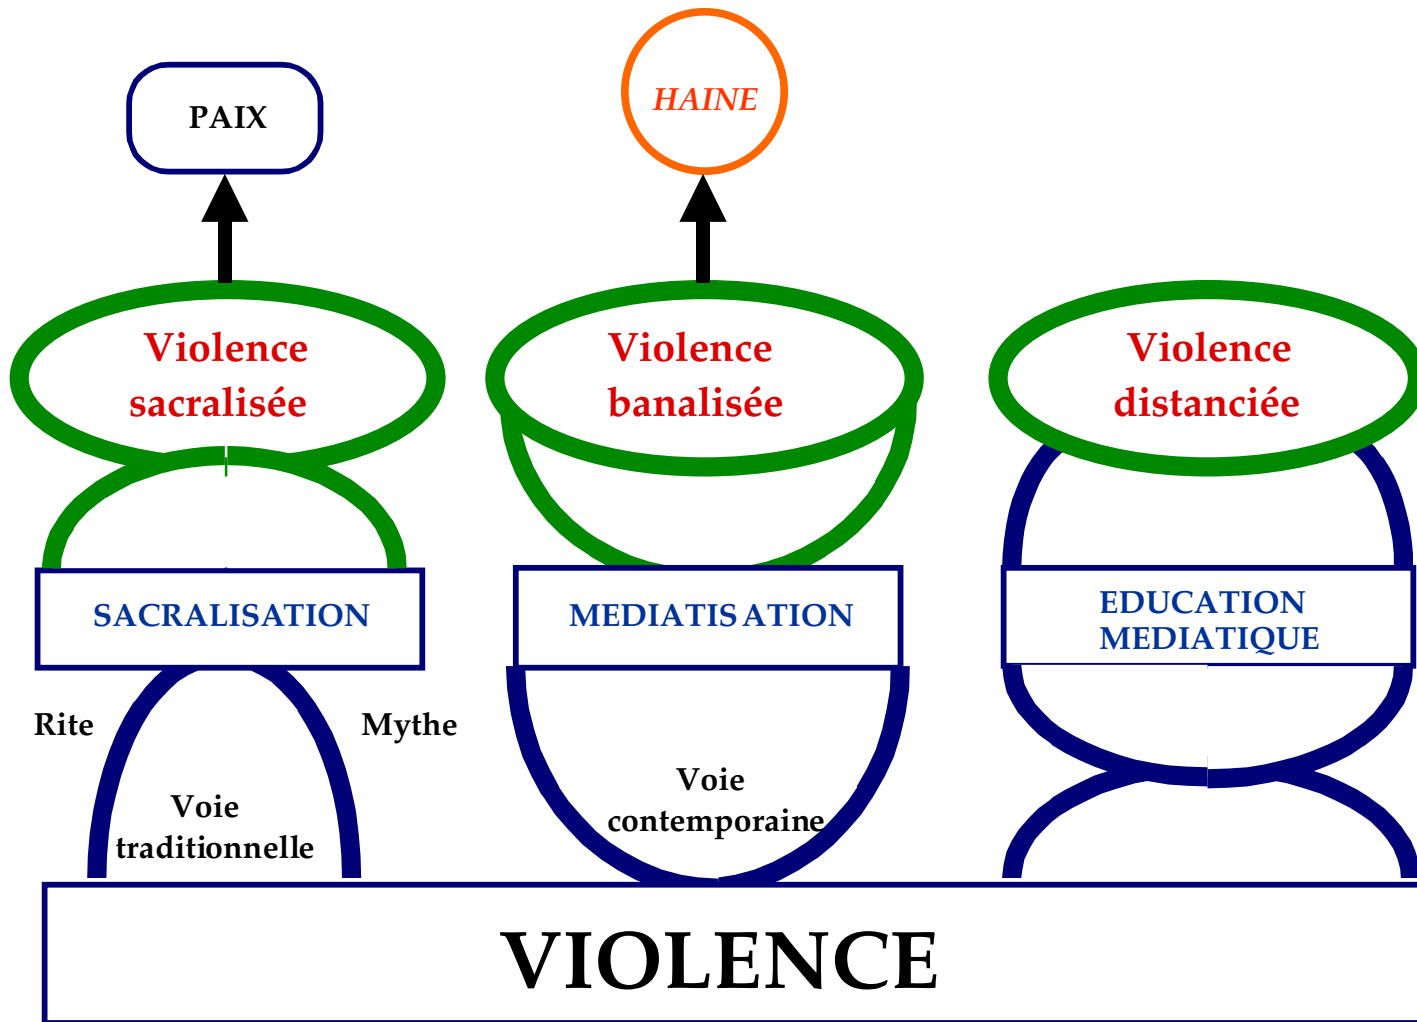 PAIX
HAINE
Violence
sacralisée
Violence
banalisée
Violence
distanciée
SACRALISATION
MEDIATISATION
EDUCATION
MEDIATIQUE
Rite
Mythe
Voie
traditionnelle
Voie
contemporaine
VIOLENCE